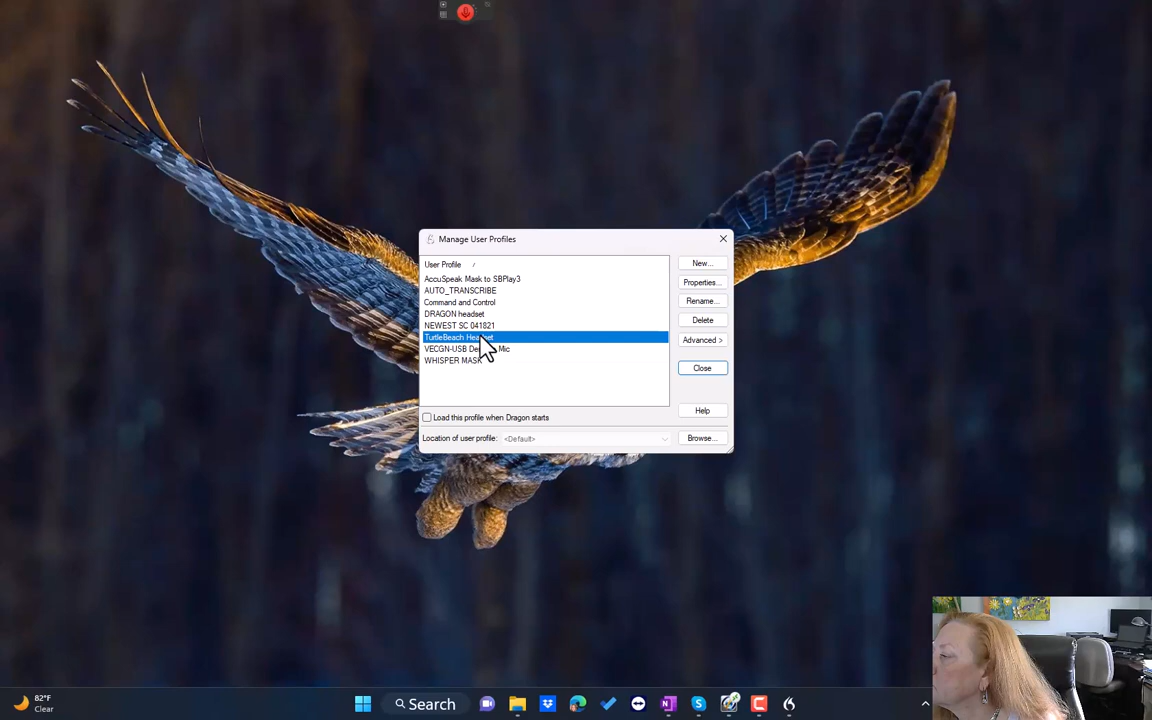 Manage User Profiles
User Profile /
New...
AccuSpeak Mask to SBPlay3
Properties...
AUTO_TRANSCRIBE
Command and Control
Rename...
DRAGON headset
Delete
NEWEST SC 041821
TurtleBeach
Advanced >
VECGN-USB Mic
WHISPER MASK
Close
Help
Load this profile when Dragon starts
Location of user profile: <Default>
Browse...
82°F
Clear
Search